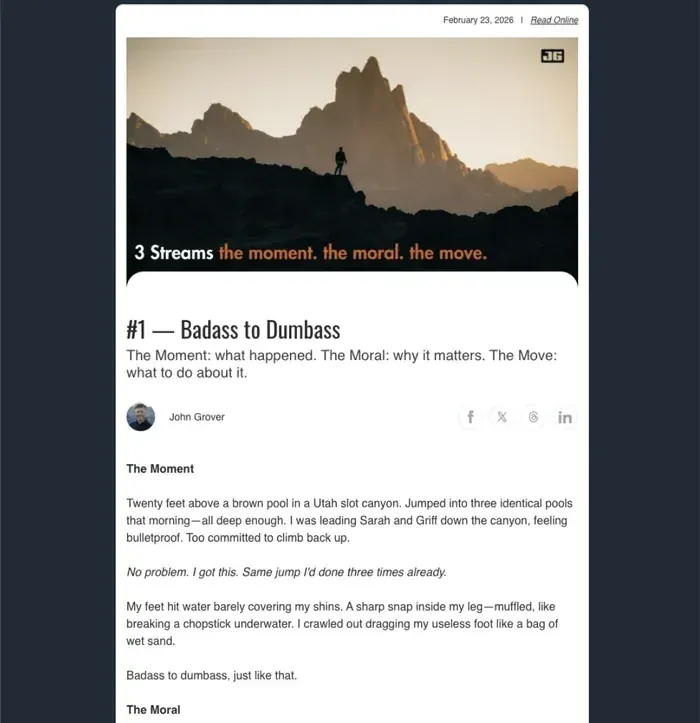 February 23, 2026 | Read Online
JG
3 Streams the moment. the moral. the move.
#1 — Badass to Dumbass
The Moment: what happened. The Moral: why it matters. The Move:
what to do about it.
John Grover
The Moment
Twenty feet above a brown pool in a Utah slot canyon. Jumped into three identical pools
that morning—all deep enough. I was leading Sarah and Griff down the canyon, feeling
bulletproof. Too committed to climb back up.
No problem. I got this. Same jump I'd done three times already.
My feet hit water barely covering my shins. A sharp snap inside my leg—muffled, like
breaking a chopstick underwater. I crawled out dragging my useless foot like a bag of
wet sand.
Badass to dumbass, just like that.
The Moral